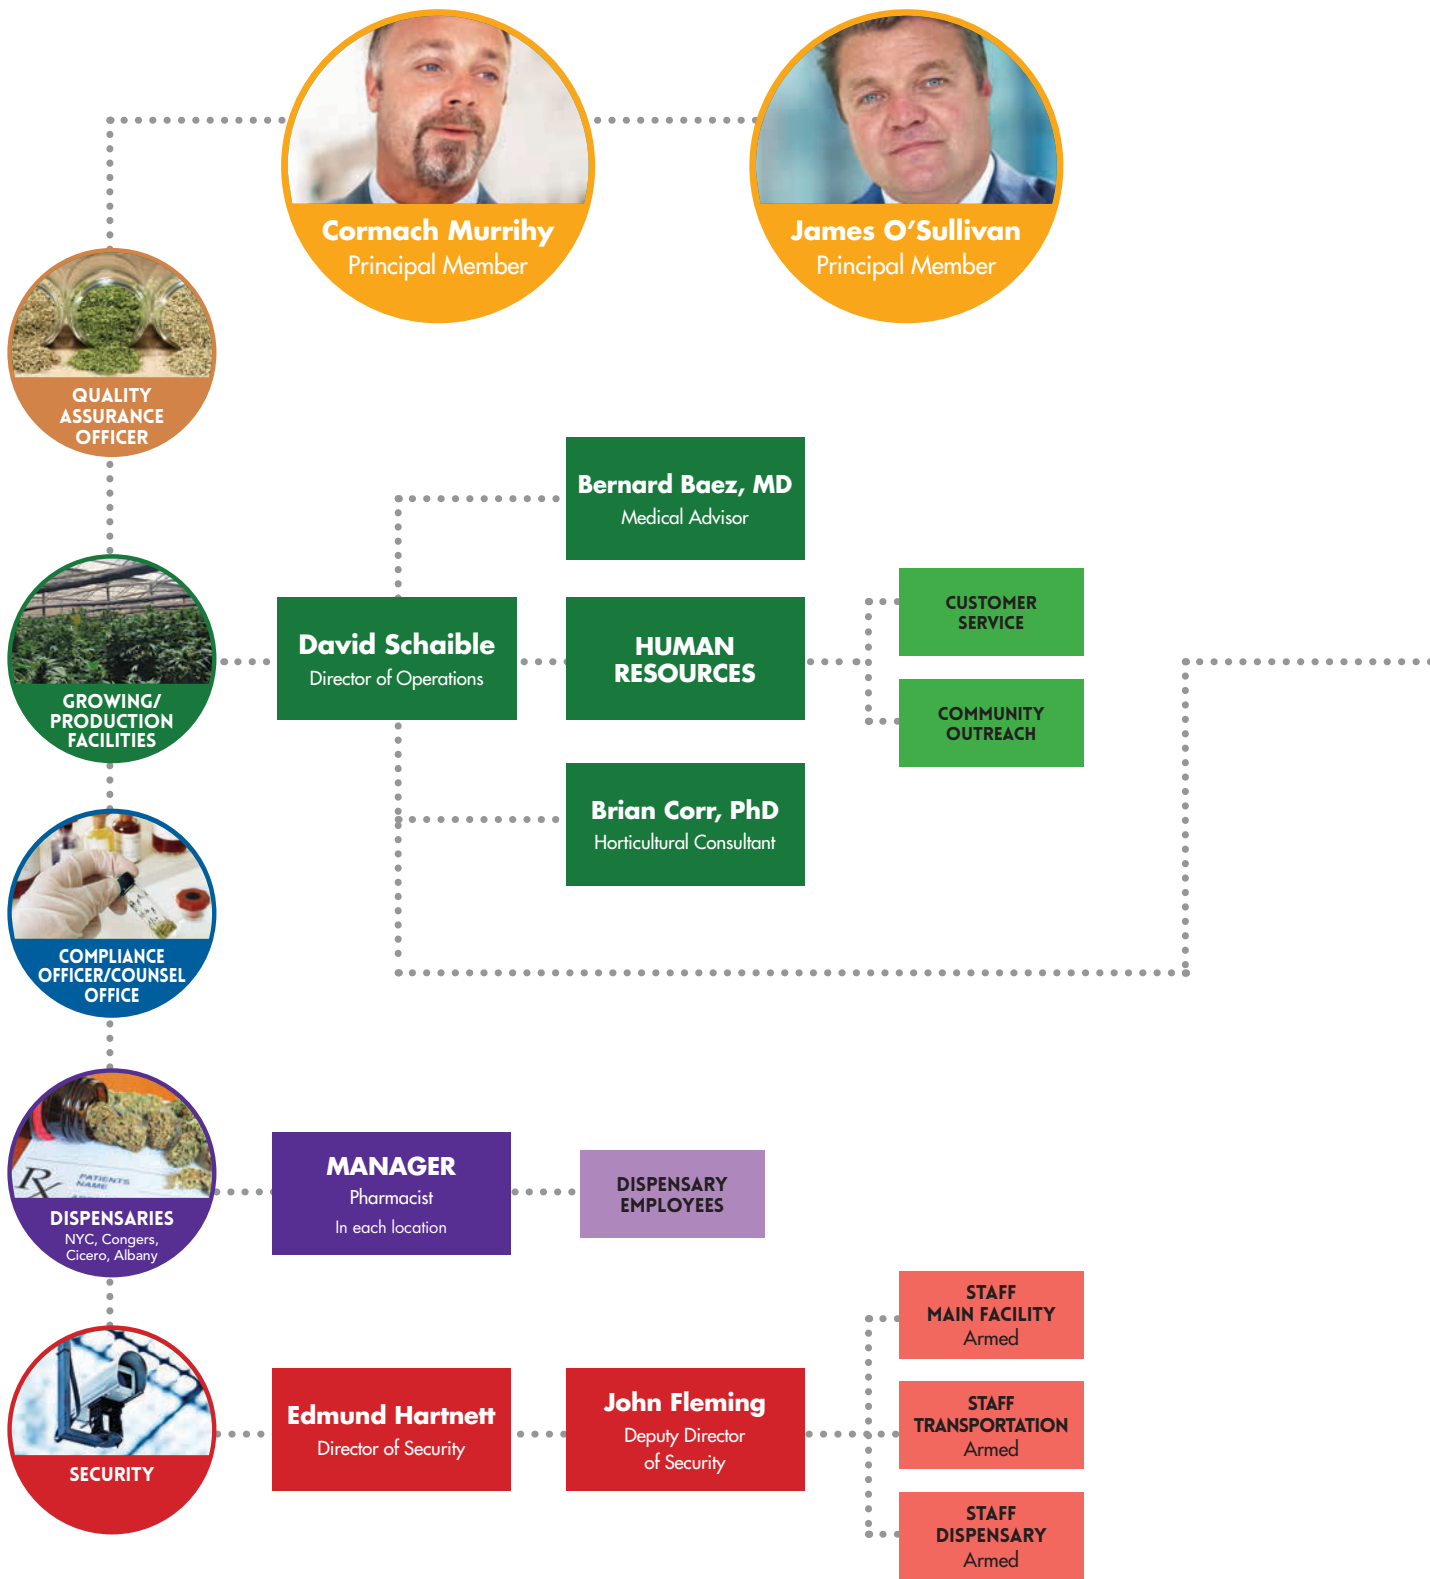 Cormach Murrihy
Principal Member
James O’Sullivan
Principal Member
QUALITY
ASSURANCE
OFFICER
Bernard Baez, MD
Medical Advisor
GROWING/
PRODUCTION
FACILITIES
David Schaible
Director of Operations
HUMAN
RESOURCES
CUSTOMER
SERVICE
COMMUNITY
OUTREACH
Brian Corr, PhD
Horticultural Consultant
COMPLIANCE
OFFICER/COUNSEL
OFFICE
Rx
PATIENTS
NAME
DISPENSARIES
NYC, Congers,
Cicero, Albany
MANAGER
Pharmacist
In each location
DISPENSARY
EMPLOYEES
SECURITY
Edmund Hartnett
Director of Security
John Fleming
Deputy Director
of Security
STAFF
MAIN FACILITY
Armed
STAFF
TRANSPORTATION
Armed
STAFF
DISPENSARY
Armed